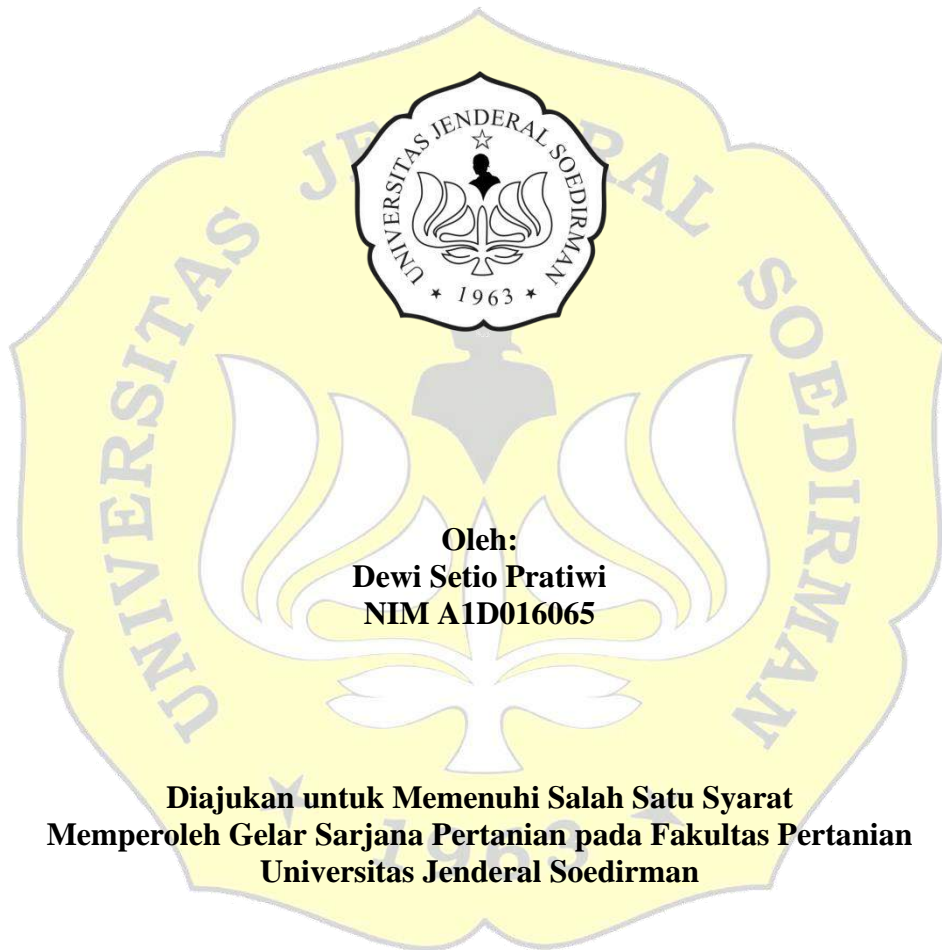 UNIVERSITAS JENDERAL SOEDIRMAN
★ 1963 ★
Oleh:
Dewi Setio Pratiwi
NIM A1D016065
Diajukan untuk Memenuhi Salah Satu Syarat
Memperoleh Gelar Sarjana Pertanian pada Fakultas Pertanian
Universitas Jenderal Soedirman